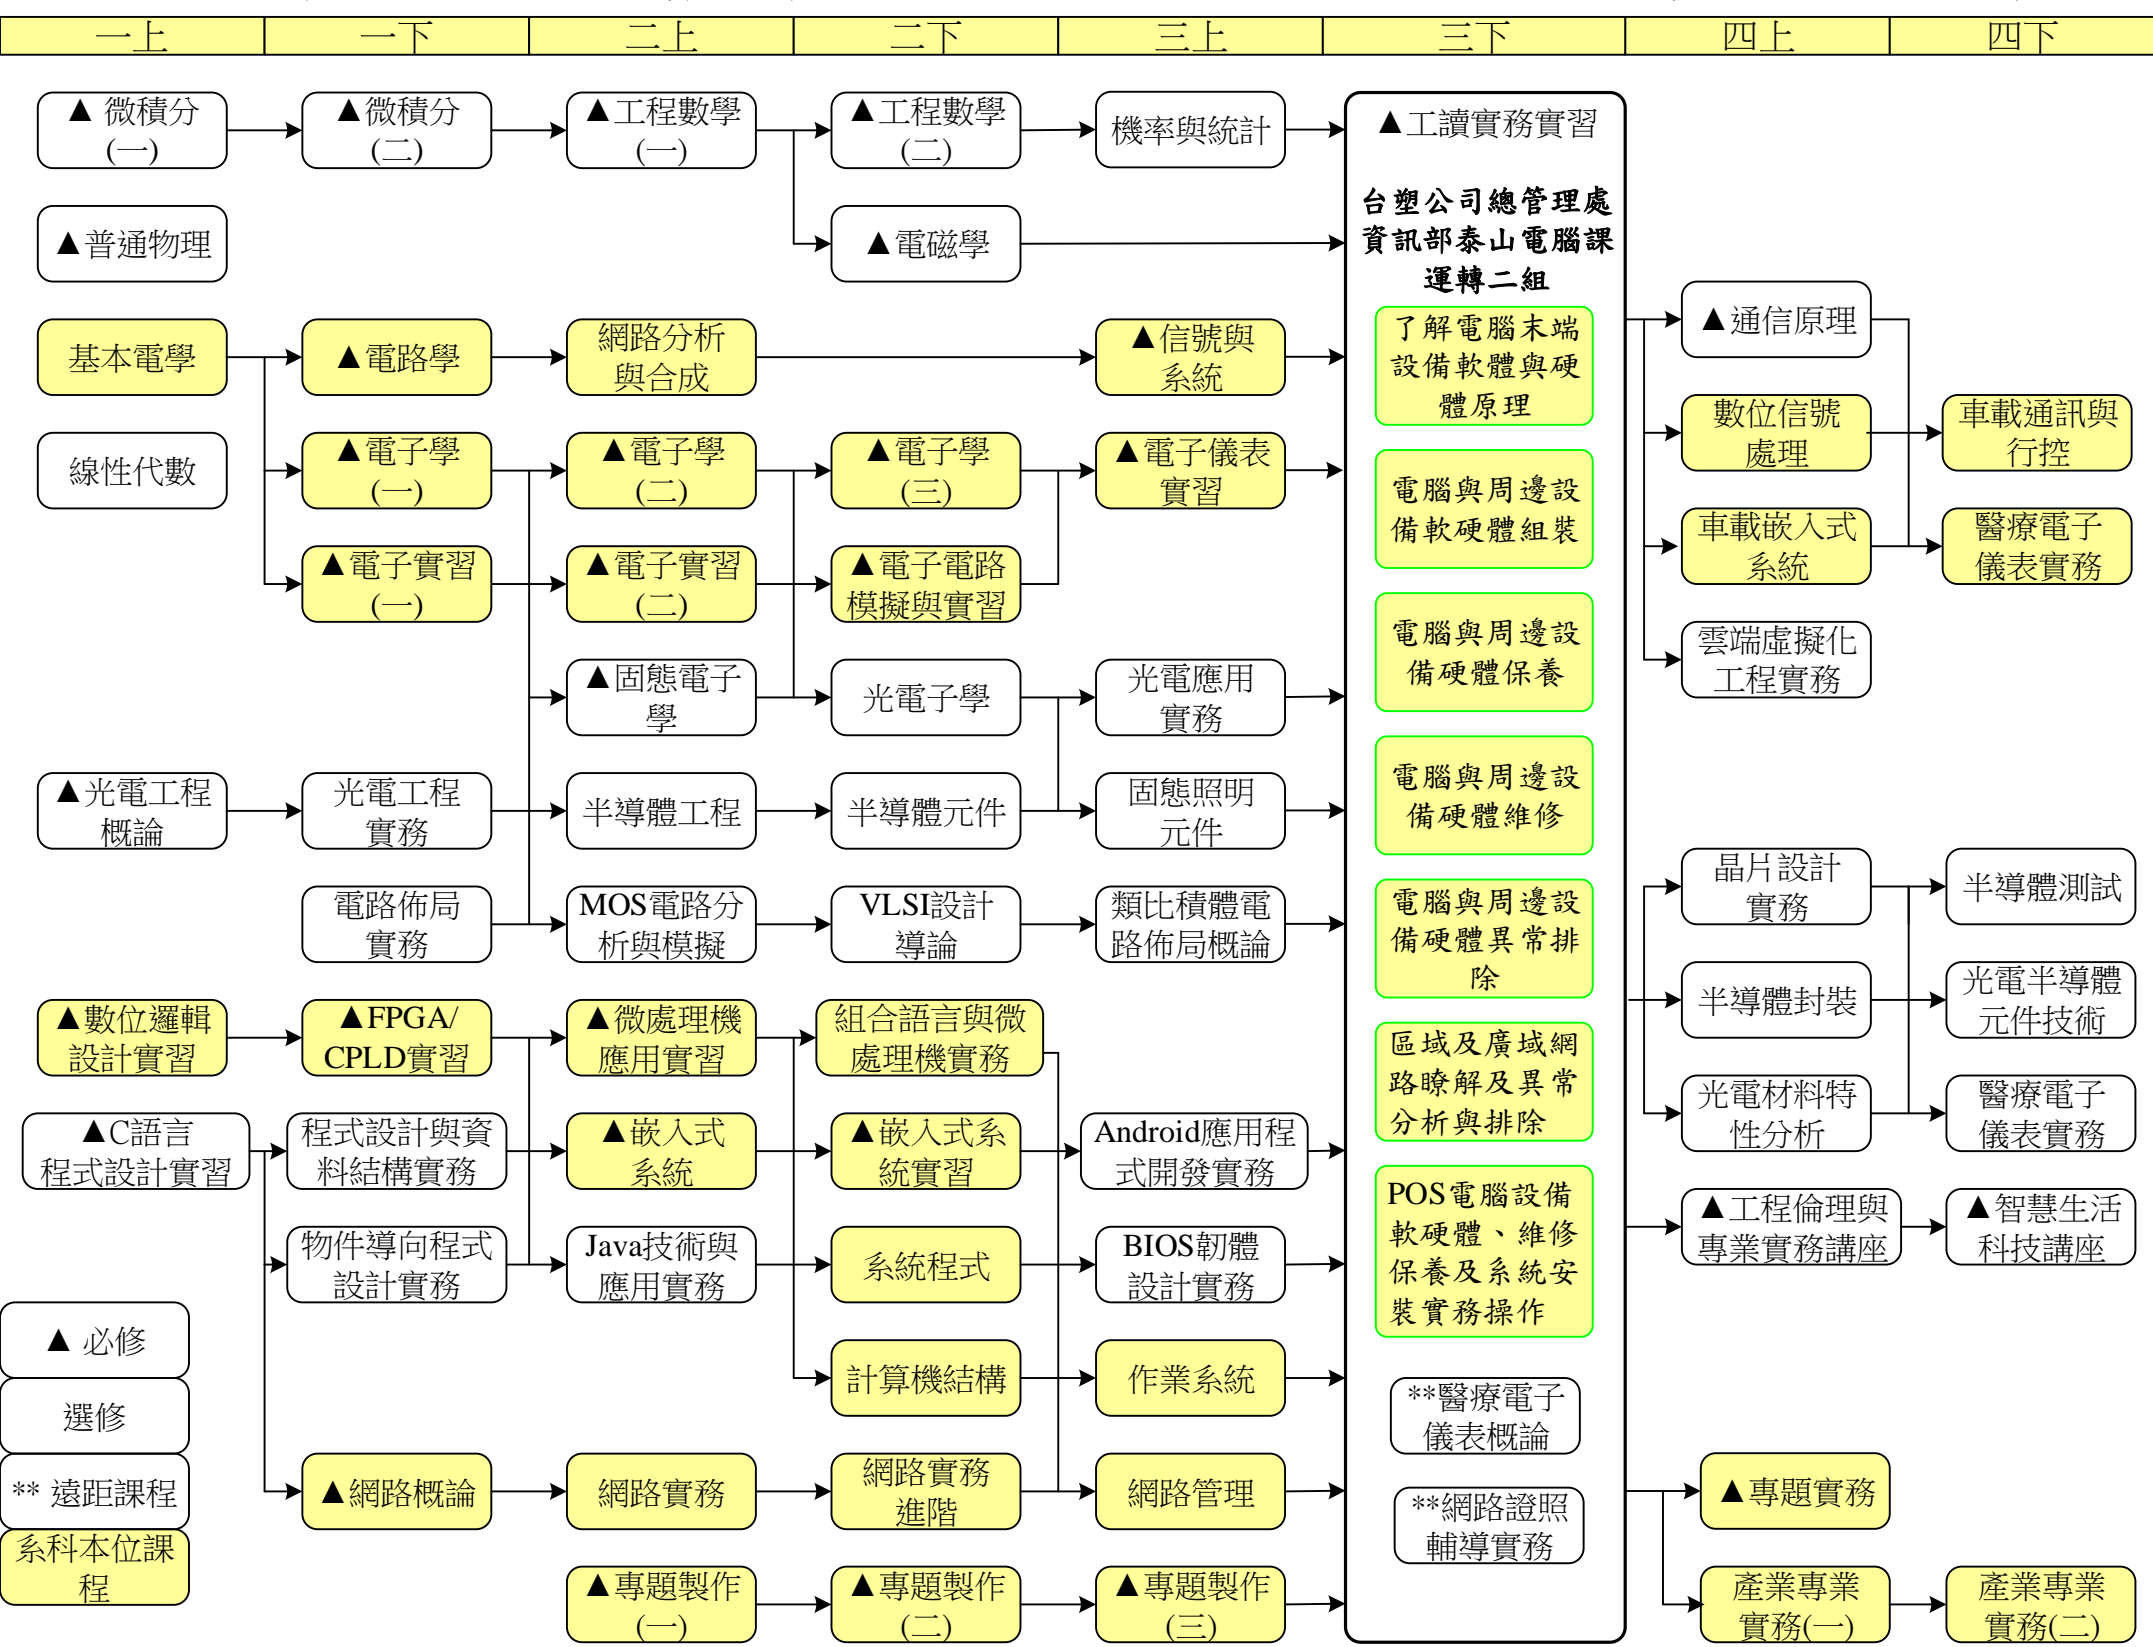 一上
一下
二上
二下
三上
三下
四上
四下
▲ 微積分
(一)
▲微積分
(二)
▲工程數學
(一)
▲工程數學
(二)
機率與統計
▲普通物理
▲電磁學
基本電學
▲電路學
網路分析
與合成
▲信號與
系統
線性代數
▲電子學
(一)
▲電子學
(二)
▲電子學
(三)
▲電子儀表
實習
▲電子實習
(一)
▲電子實習
(二)
▲電子電路
模擬與實習
▲固態電子
學
光電子學
光電應用
實務
▲光電工程
概論
光電工程
實務
半導體工程
半導體元件
固態照明
元件
電路佈局
實務
MOS電路分
析與模擬
VLSI設計
導論
類比積體電
路佈局概論
▲數位邏輯
設計實習
▲FPGA/
CPLD實習
▲微處理機
應用實習
組合語言與微
處理機實務
▲C語言
程式設計實習
程式設計與資
料結構實務
▲嵌入式
系統
▲嵌入式系
統實習
Android應用程
式開發實務
物件導向程式
設計實務
Java技術與
應用實務
系統程式
BIOS韌體
設計實務
計算機結構
作業系統
▲網路概論
網路實務
網路實務
進階
網路管理
▲專題製作
(一)
▲專題製作
(二)
▲專題製作
(三)
▲ 必修
選修
** 遠距課程
系科本位課
程
▲工讀實務實習
台塑公司總管理處
資訊部泰山電腦課
運轉二組
了解電腦末端
設備軟體與硬
體原理
電腦與周邊設
備軟硬體組裝
電腦與周邊設
備硬體保養
電腦與周邊設
備硬體維修
電腦與周邊設
備硬體異常排
除
區域及廣域網
路瞭解及異常
分析與排除
POS電腦設備
軟硬體、維修
保養及系統安
裝實務操作
**醫療電子
儀表概論
**網路證照
輔導實務
▲通信原理
數位信號
處理
車載通訊與
行控
車載嵌入式
系統
醫療電子
儀表實務
雲端虛擬化
工程實務
晶片設計
實務
半導體測試
半導體封裝
光電半導體
元件技術
光電材料特
性分析
醫療電子
儀表實務
▲工程倫理與
專業實務講座
▲智慧生活
科技講座
▲專題實務
產業專業
實務(一)
產業專業
實務(二)